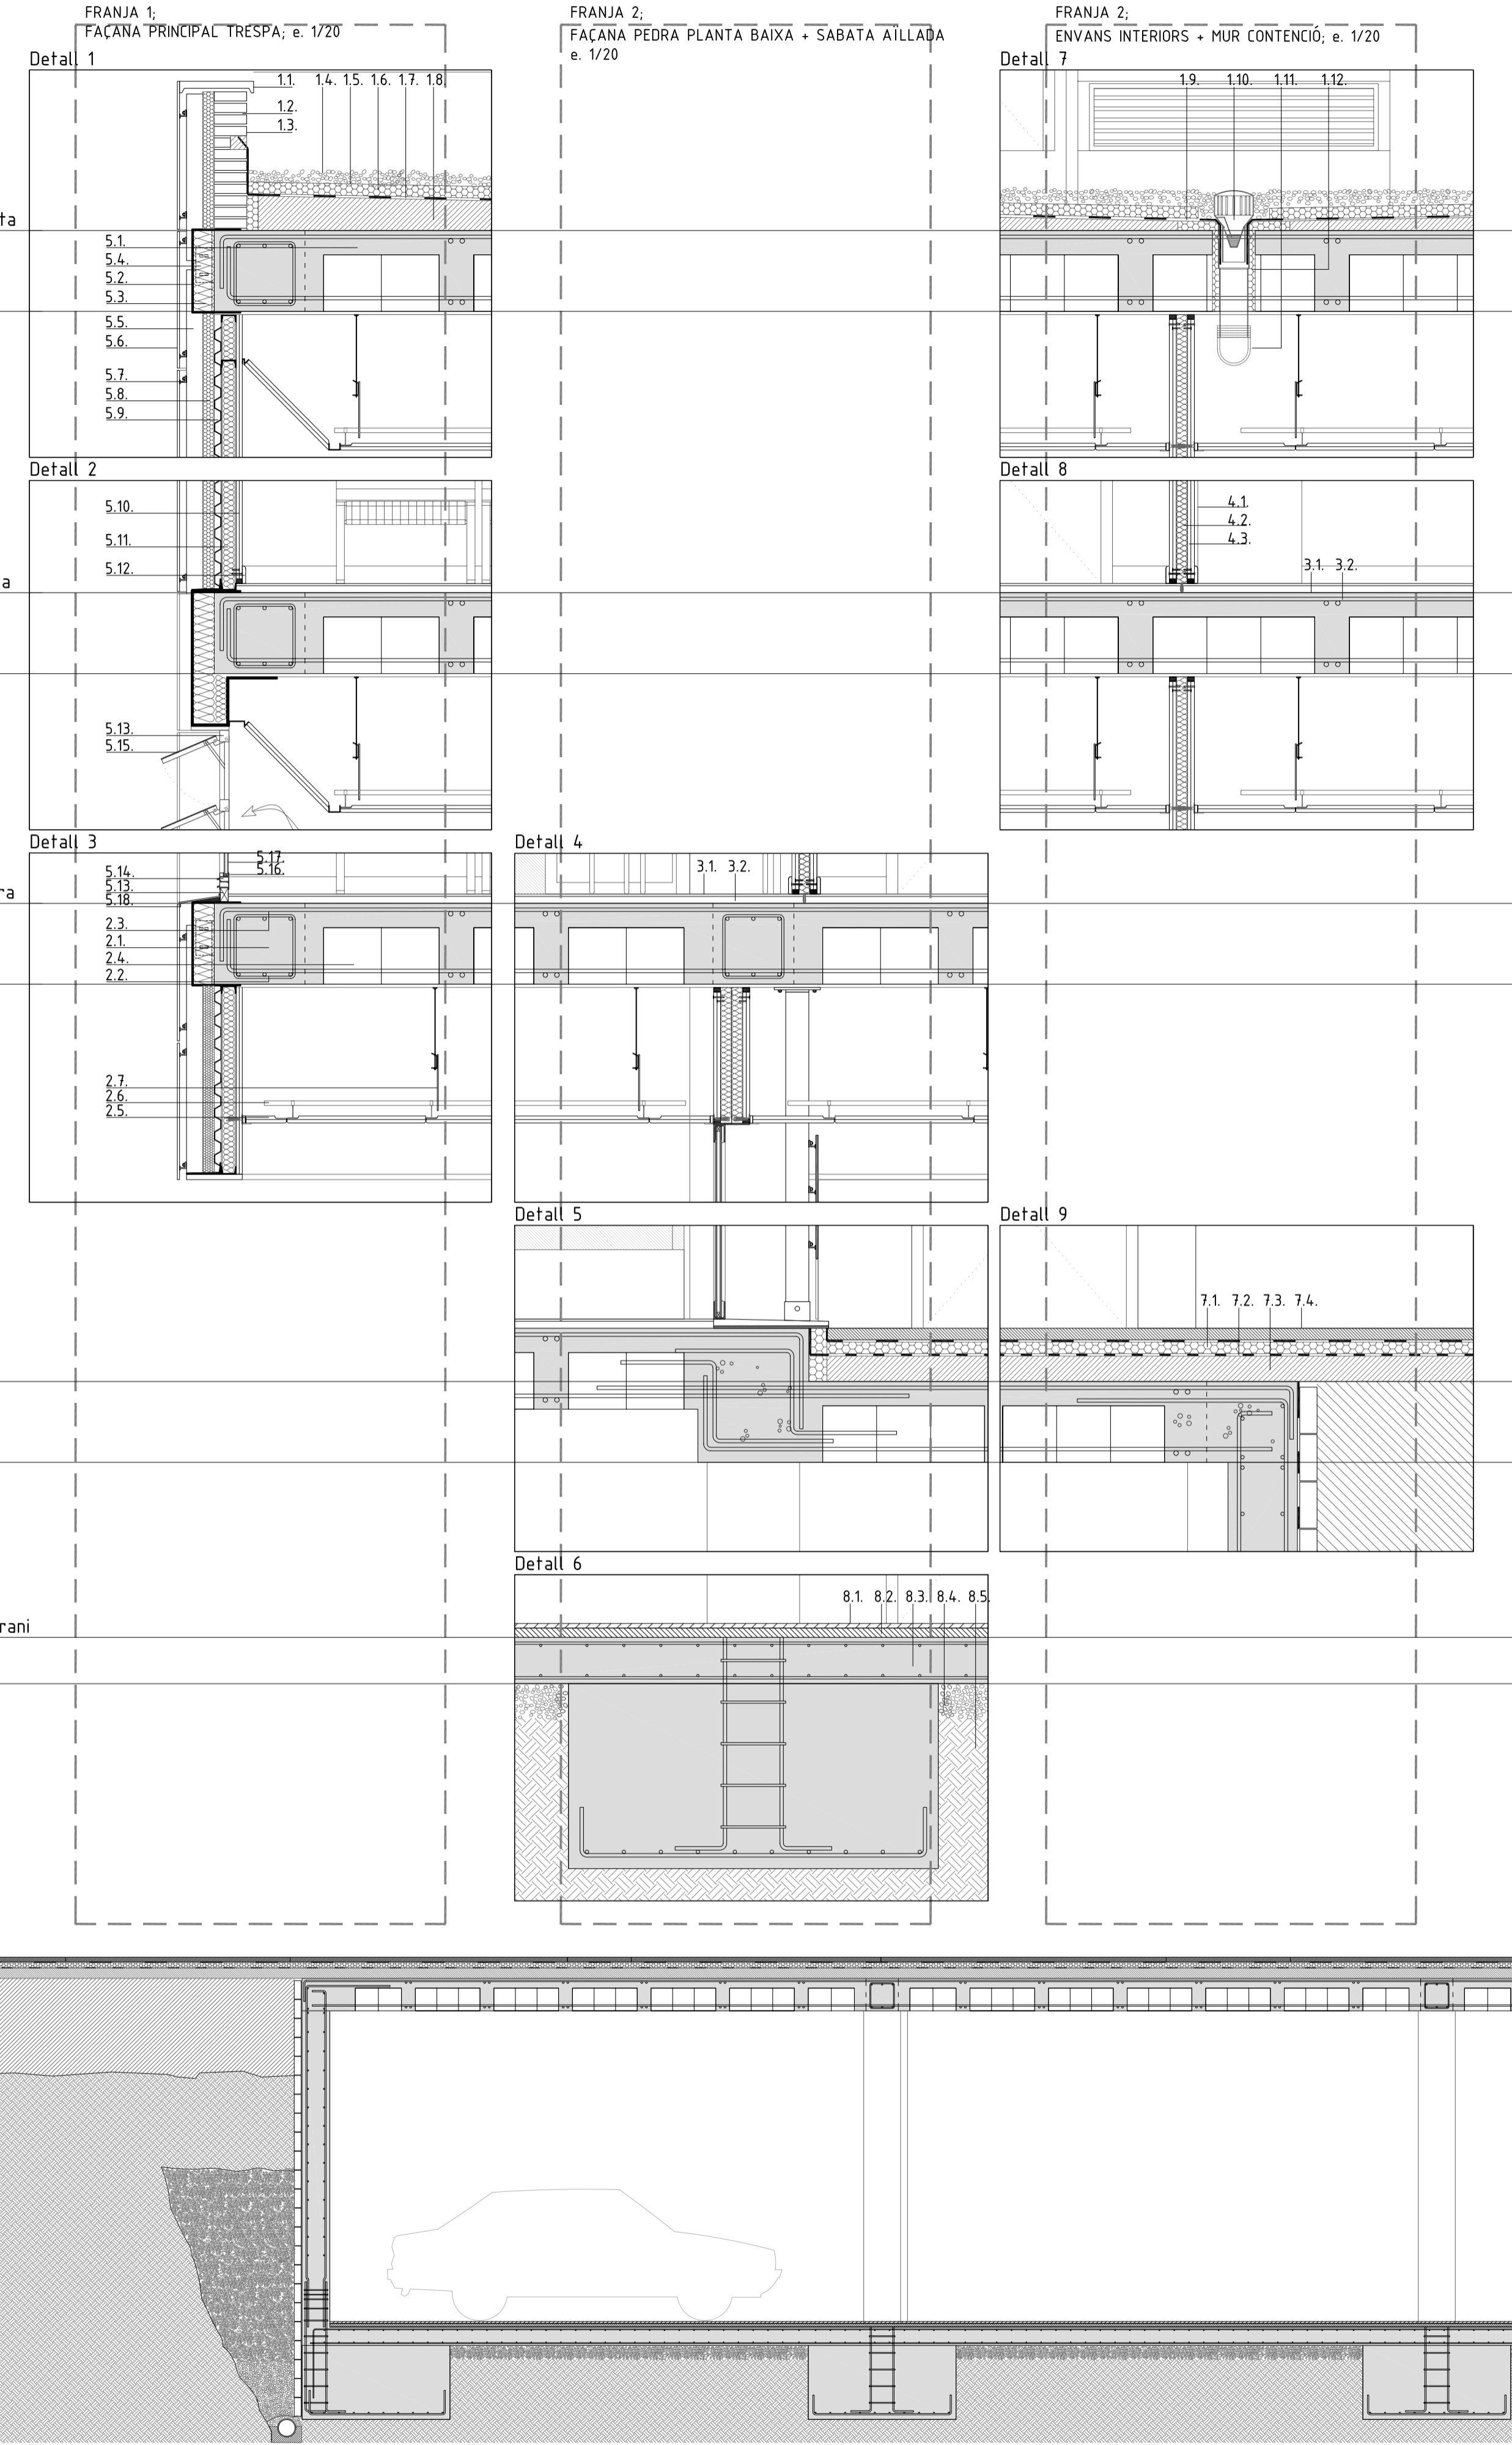 FRANJA 1;
FAÇANA PRINCIPAL TRESPA; e. 1/20
FRANJA 2;
FAÇANA PEDRA PLANTA BAIXA + SABATA AÏLLADA
e. 1/20
FRANJA 2;
ENVANS INTERIORS + MUR CONTENCIÓ; e. 1/20
Detall 1
1.1. 1.4. 1.5. 1.6. 1.7. 1.8.
1.2.
1.3.
ta
5.1.
5.4.
5.2.
5.3.
5.5.
5.6.
5.7.
5.8.
5.9.
Detall 7
1.9. 1.10. 1.11. 1.12.
Detall 2
5.10.
5.11.
5.12.
a
5.13.
5.15.
Detall 8
4.1.
4.2.
4.3.
3.1. 3.2.
Detall 3
5.17.
5.16.
5.14.
5.13.
5.18.
ra
2.3.
2.1.
2.4.
2.2.
2.7.
2.6.
2.5.
Detall 4
3.1. 3.2.
Detall 5
Detall 9
7.1. 7.2. 7.3. 7.4.
Detall 6
8.1. 8.2. 8.3. 8.4. 8.5.
rani